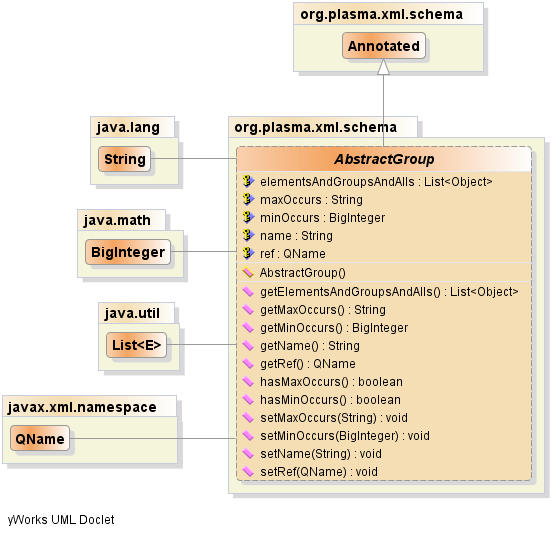 org.plasma.xml.schema
Annotated
java.lang
String
java.math
BigInteger
java.util
List<E>
javax.xml.namespace
QName
org.plasma.xml.schema
AbstractGroup
elementsAndGroupsAndAlls : List<Object>
maxOccurs : String
minOccurs : BigInteger
name : String
ref : QName
AbstractGroup()
getElementsAndGroupsAndAlls() : List<Object>
getMaxOccurs() : String
getMinOccurs() : BigInteger
getName() : String
getRef() : QName
hasMaxOccurs() : boolean
hasMinOccurs() : boolean
setMaxOccurs(String) : void
setMinOccurs(BigInteger) : void
setName(String) : void
setRef(QName) : void
yWorks UML Doclet